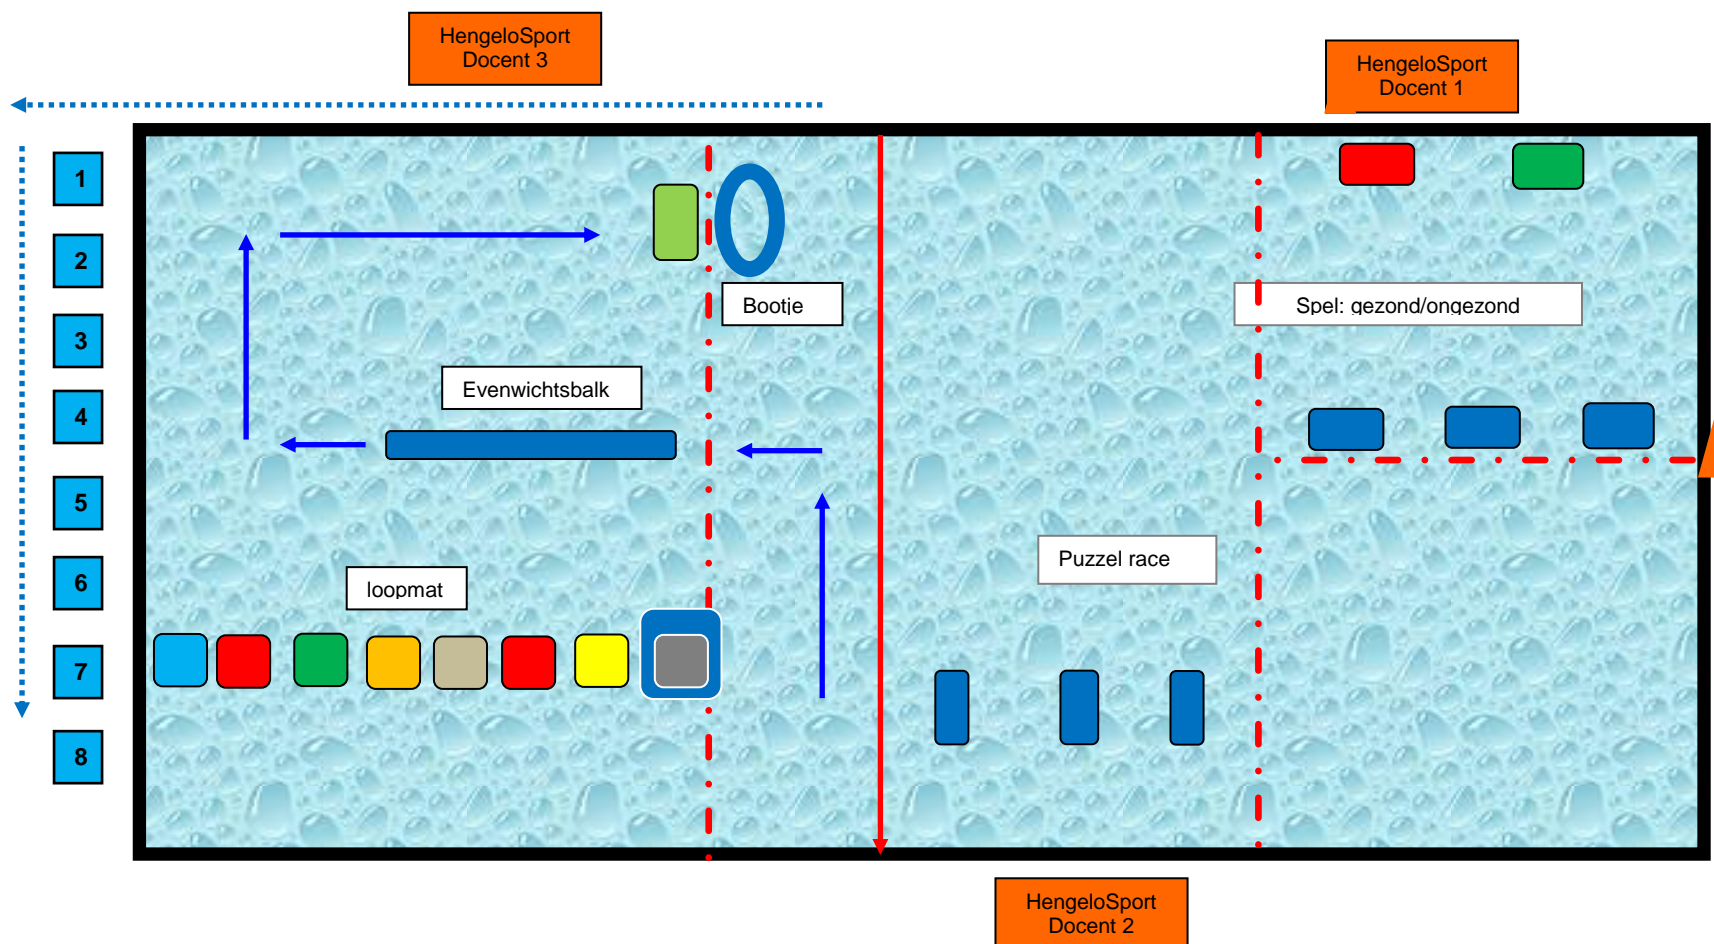 HengeloSport
Docent 3
HengeloSport
Docent 1
1
2
Bootje
Spel: gezond/ongezond
3
Evenwichtsbalk
4
5
Puzzel race
6
loopmat
7
8
HengeloSport
Docent 2